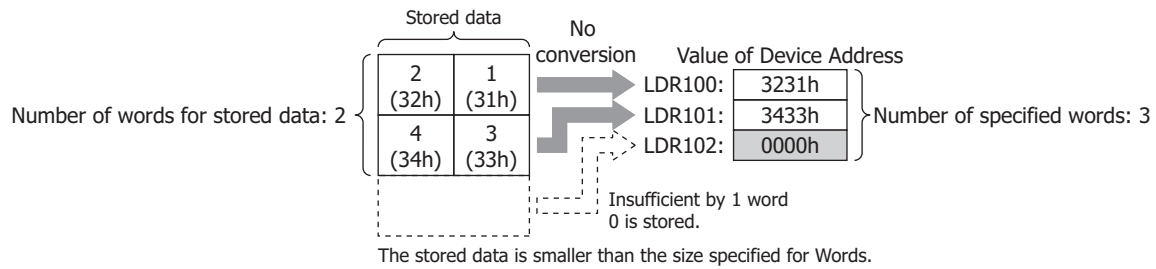 Stored data
No
conversion
Value of Device Address
Number of words for stored data: 2
2
(32h)
1
(31h)
4
(34h)
3
(33h)
LDR100: 3231h
LDR101: 3433h
LDR102: 0000h
Number of specified words: 3
Insufficient by 1 word
0 is stored.
The stored data is smaller than the size specified for Words.